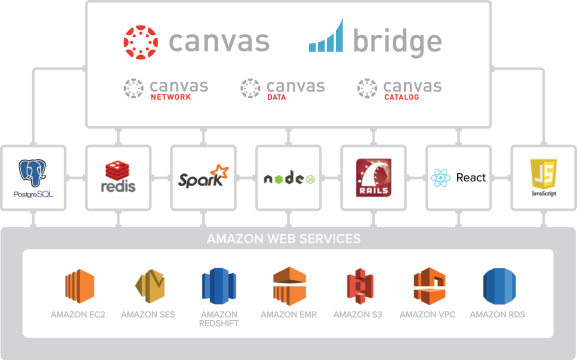 canvas bridge
canvas NETWORK
canvas DATA
canvas CATALOG
PostgreSQL
redis
Spark
node JS
RAILS
React
JS
JavaScript
AMAZON WEB SERVICES
AMAZON EC2
AMAZON SES
AMAZON REDSHIFT
AMAZON EMR
AMAZON S3
AMAZON VPC
AMAZON RDS